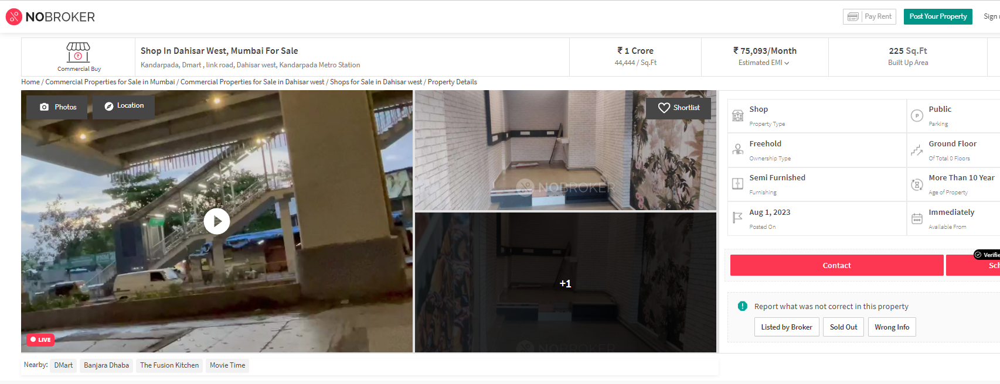 NOBROKER
Pay Rent
Post Your Property
Sign
Commercial Buy
Shop In Dahisar West, Mumbai For Sale
Kandarpada, Dmart , link road, Dahisar west, Kandarpada Metro Station
₹ 1 Crore
44,444 / Sq.Ft
₹ 75,093/Month
Estimated EMI
225 Sq.Ft
Built Up Area
Home / Commercial Properties for Sale in Mumbai / Commercial Properties for Sale in Dahisar west / Shops for Sale in Dahisar west / Property Details
Photos
Location
Shortlist
NOBROKER
+1
NOBROKER
LIVE
Shop
Property Type
Public
Parking
Freehold
Ownership Type
Ground Floor
Of Total 0 Floors
Semi Furnished
Furnishing
More Than 10 Year
Age of Property
Aug 1, 2023
Posted On
Immediately
Available From
Contact
Verifie
Sch
Report what was not correct in this property
Listed by Broker
Sold Out
Wrong Info
Nearby: DMart Banjara Dhaba The Fusion Kitchen Movie Time